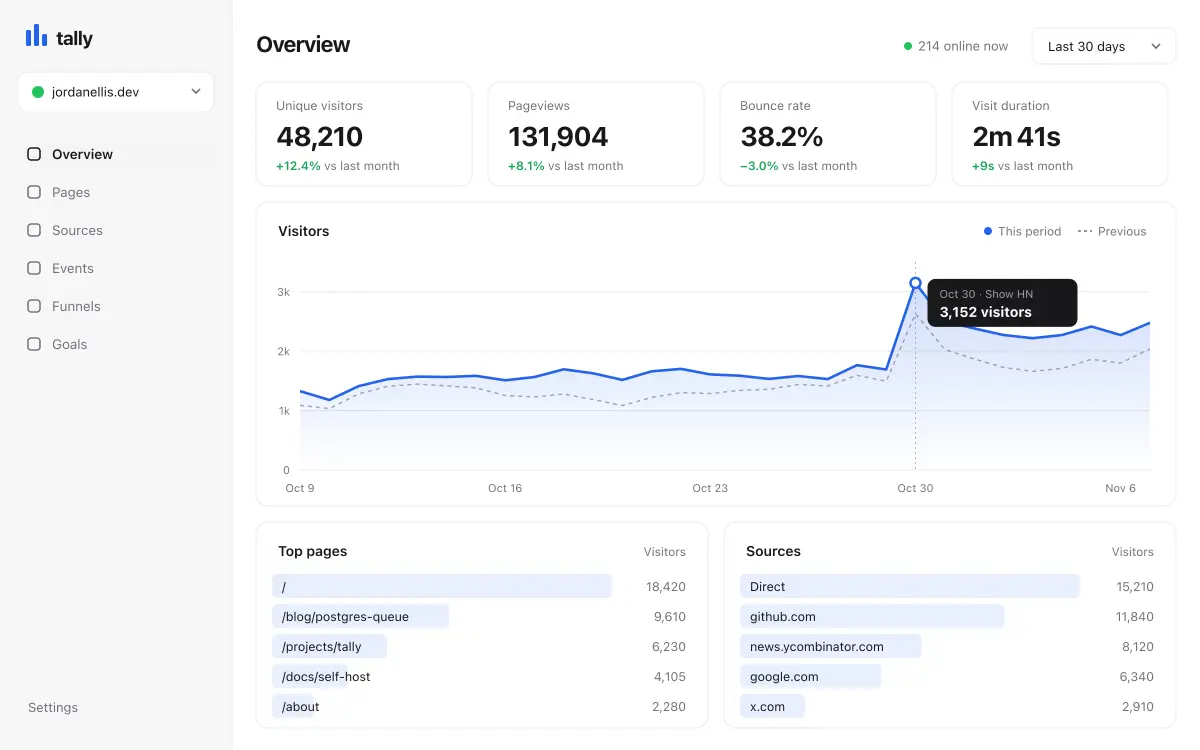 tally
jordanellis.dev
Overview
Pages
Sources
Events
Funnels
Goals
Settings
Overview
214 online now
Last 30 days
Unique visitors
48,210
+12.4% vs last month
Pageviews
131,904
+8.1% vs last month
Bounce rate
38.2%
−3.0% vs last month
Visit duration
2m 41s
+9s vs last month
Visitors
This period
Previous
3k
2k
1k
0
Oct 30 · Show HN
3,152 visitors
Oct 9
Oct 16
Oct 23
Oct 30
Nov 6
Top pages Visitors
/ 18,420
/blog/postgres-queue 9,610
/projects/tally 6,230
/docs/self-host 4,105
/about 2,280
Sources Visitors
Direct 15,210
github.com 11,840
news.ycombinator.com 8,120
google.com 6,340
x.com 2,910